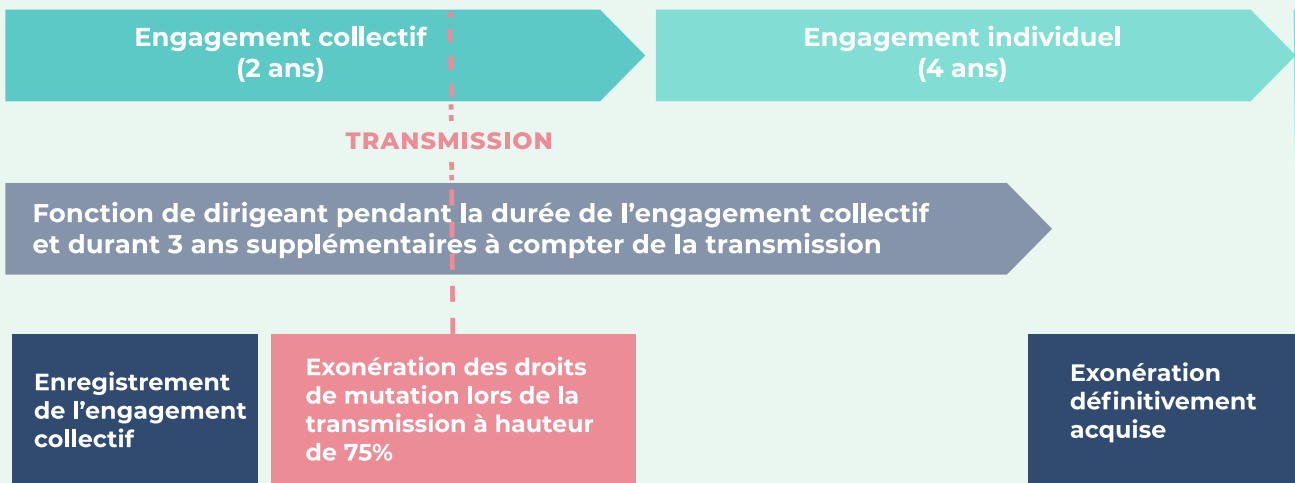 Engagement collectif
(2 ans)
Engagement individuel
(4 ans)
TRANSMISSION
Fonction de dirigeant pendant la durée de l’engagement collectif
et durant 3 ans supplémentaires à compter de la transmission
Enregistrement
de l’engagement
collectif
Exonération des droits
de mutation lors de la
transmission à hauteur
de 75%
Exonération
définitivement
acquise